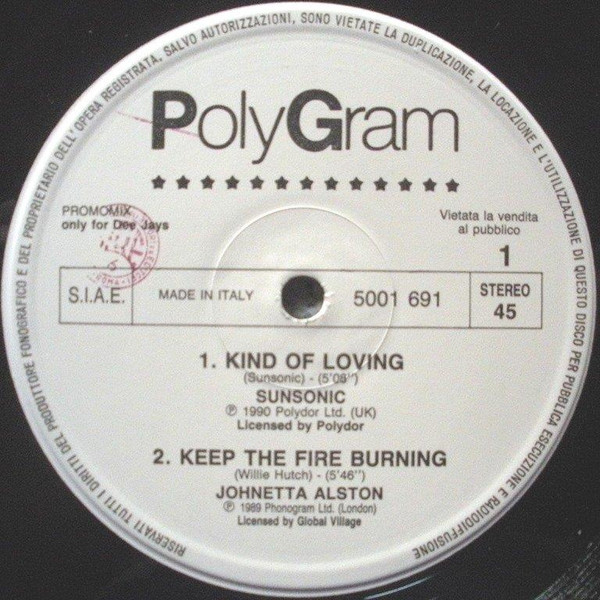 RISERVATI TUTTI I DIRITTI DEL PRODUTTORE FONOGRAFICO E DEL PROPRIETARIO DELL'OPERA REGISTRATA. SALVO AUTORIZZAZIONI, SONO VIETATE LA DUPLICAZIONE, LA LOCAZIONE E L'UTILIZZAZIONE DI QUESTO DISCO PER PUBBLICA ESECUZIONE E RADIODIFFUSIONE
PolyGram
★ ★ ★ ★ ★ ★ ★ ★ ★ ★ ★ ★ ★
PROMOMIX
only for Dee Jays
Vietata la vendita
al pubblico
1
S.I.A.E.
MADE IN ITALY
5001 691
STEREO
45
1. KIND OF LOVING
(Sunsonic) - (5'06")
SUNSONIC
℗ 1990 Polydor Ltd. (UK)
Licensed by Polydor
2. KEEP THE FIRE BURNING
(Willie Hutch) - (5'46")
JOHNETTA ALSTON
℗ 1989 Phonogram Ltd. (London)
Licensed by Global Village